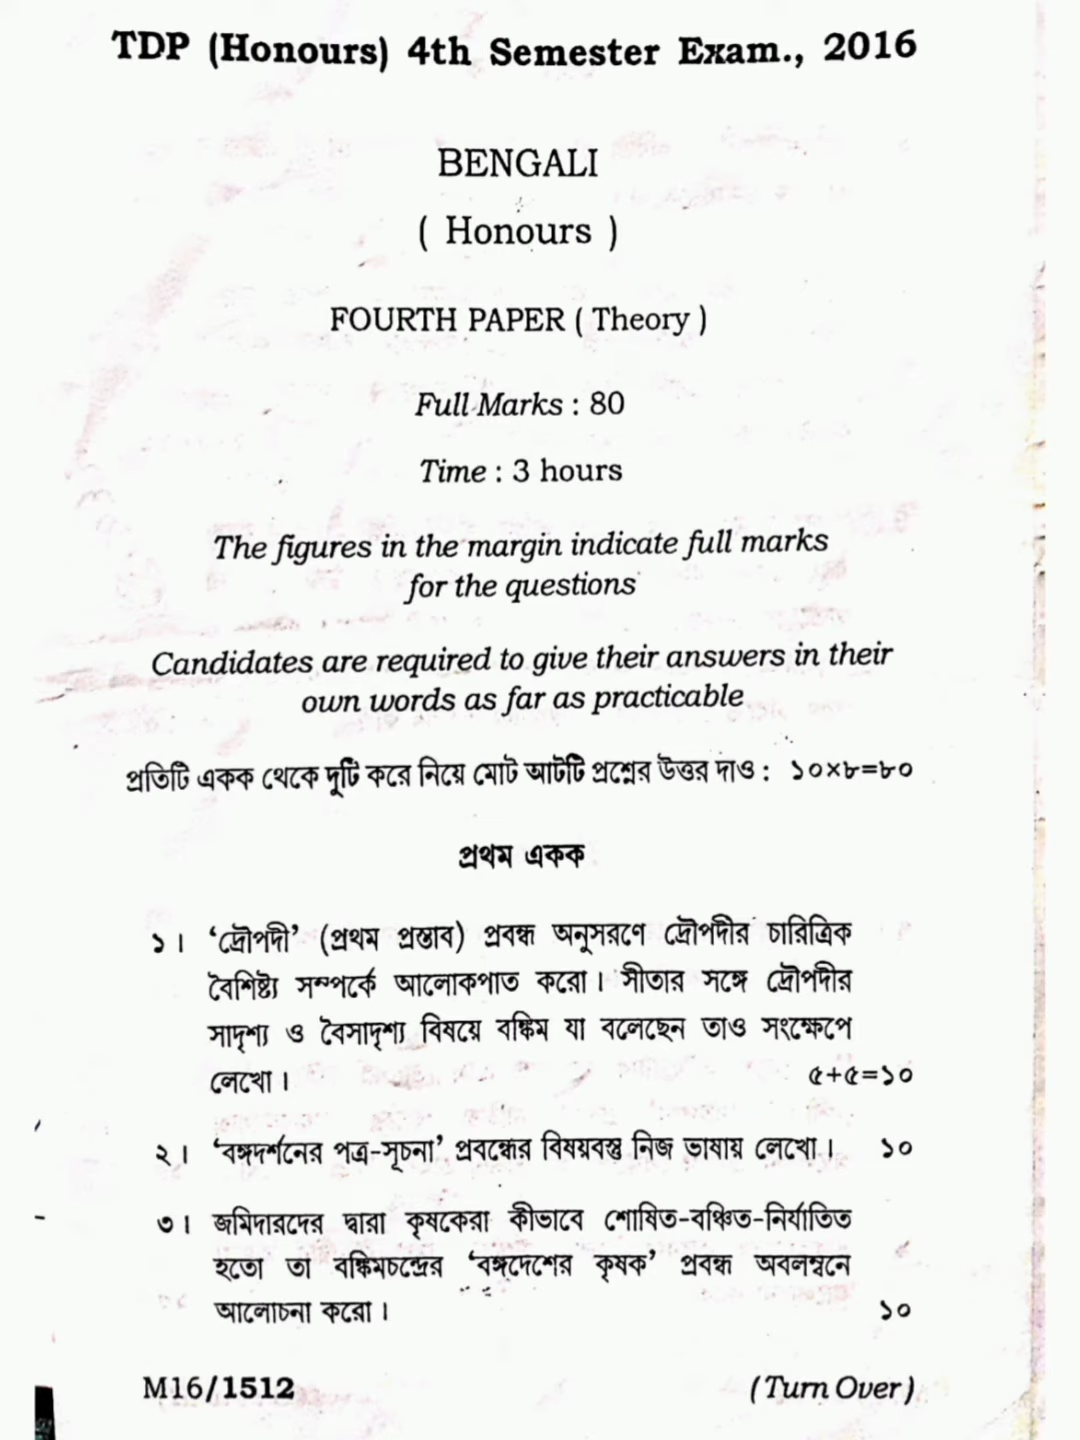 TDP (Honours) 4th Semester Exam., 2016
BENGALI
( Honours )
FOURTH PAPER ( Theory )
Full Marks : 80
Time : 3 hours
The figures in the margin indicate full marks
for the questions
Candidates are required to give their answers in their
own words as far as practicable
প্রতিটি একক থেকে দুটি করে নিয়ে মোট আটটি প্রশ্নের উত্তর দাও : ১০×৮=৮০
প্রথম একক
১। ‘দ্রৌপদী’ (প্রথম প্রস্তাব) প্রবন্ধ অনুসরণে দ্রৌপদীর চারিত্রিক
বৈশিষ্ট্য সম্পর্কে আলোকপাত করো। সীতার সঙ্গে দ্রৌপদীর
সাদৃশ্য ও বৈসাদৃশ্য বিষয়ে বঙ্কিম যা বলেছেন তাও সংক্ষেপে
লেখো। ৫+৫=১০
২। ‘বঙ্গদর্শনের পত্র-সূচনা’ প্রবন্ধের বিষয়বস্তু নিজ ভাষায় লেখো। ১০
৩। জমিদারদের দ্বারা কৃষকেরা কীভাবে শোষিত-বঞ্চিত-নির্যাতিত
হতো তা বঙ্কিমচন্দ্রের ‘বঙ্গদেশের কৃষক’ প্রবন্ধ অবলম্বনে
আলোচনা করো। ১০
M16/1512 (Turn Over)